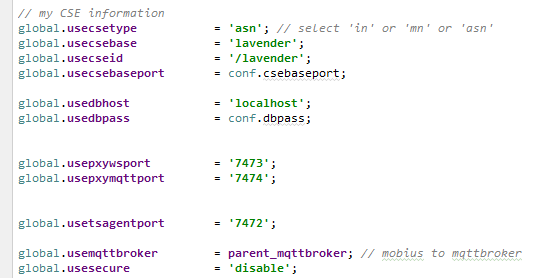 // my CSE information
global.usecsetype = 'asn'; // select 'in' or 'mn' or 'asn'
global.usecsebase = 'lavender';
global.usecseid = '/lavender';
global.usecsebaseport = conf.csebaseport;
global.usedbhost = 'localhost';
global.usedbpass = conf.dbpass;
global.usepxywsport = '7473';
global.usepxymqttport = '7474';
global.usetsagentport = '7472';
global.usemqttbroker = parent_mqttbroker; // mobius to mqttbroker
global.usesecure = 'disable';